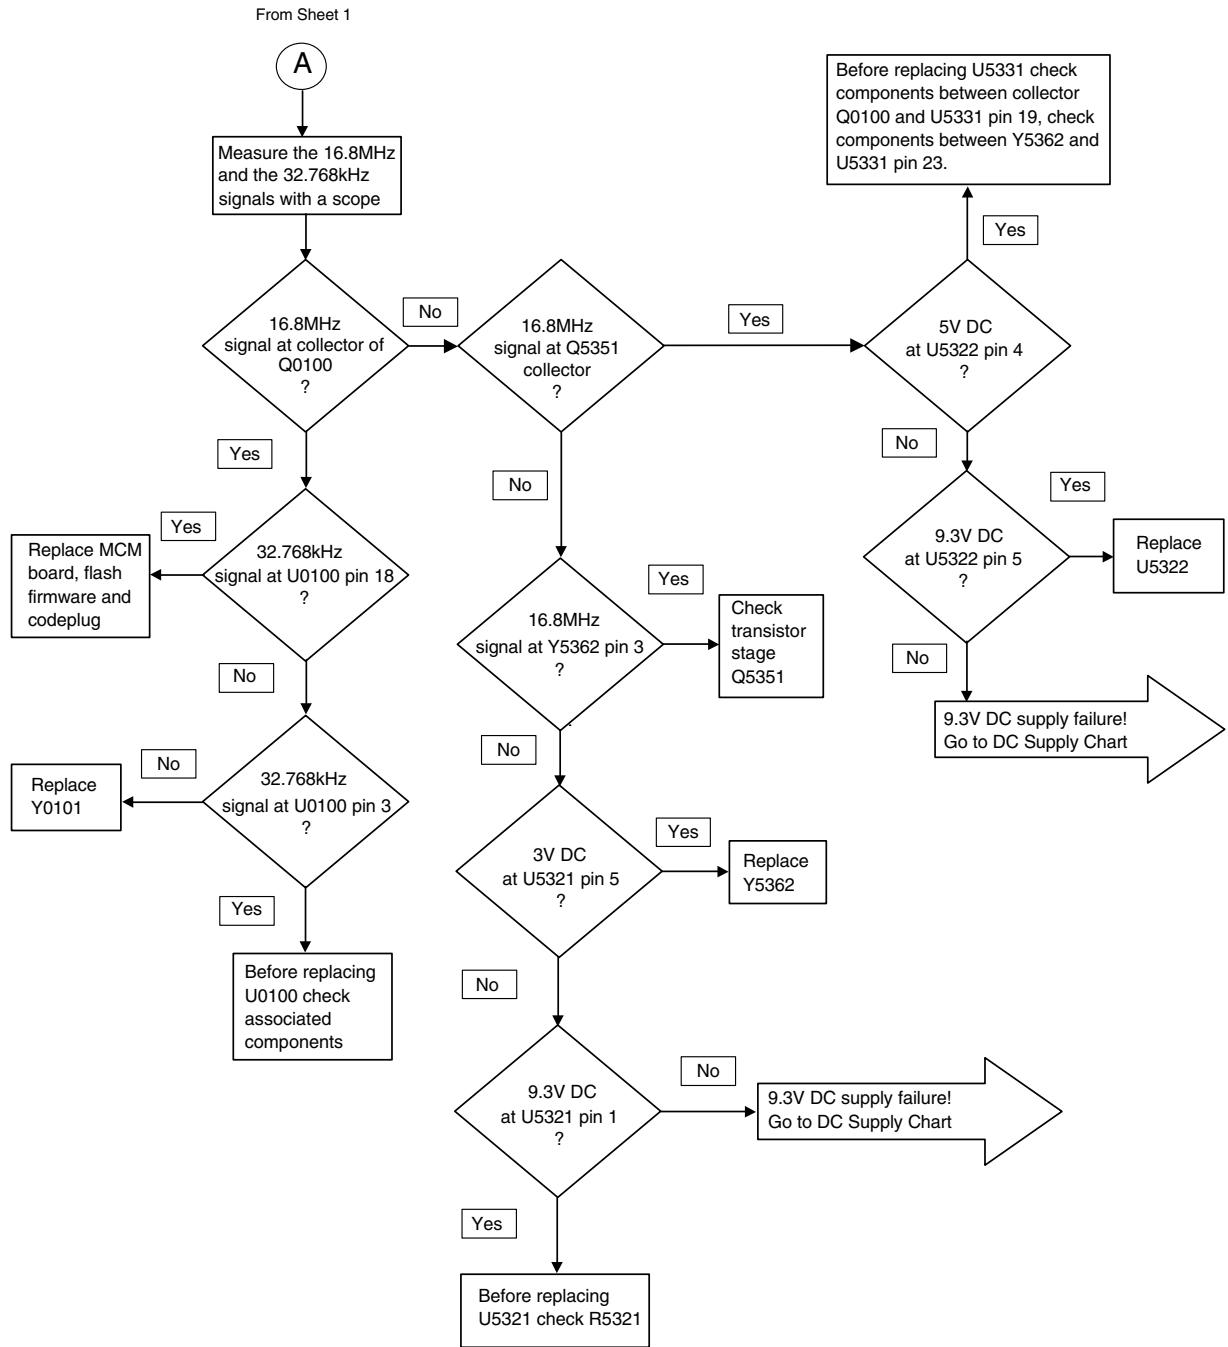 From Sheet 1
A
Measure the 16.8MHz
and the 32.768kHz
signals with a scope
Before replacing U5331 check
components between collector
Q0100 and U5331 pin 19, check
components between Y5362 and
U5331 pin 23.
Yes
16.8MHz
signal at collector of
Q0100
?
No
16.8MHz
signal at Q5351
collector
?
Yes
5V DC
at U5322 pin 4
?
Yes
No
No
Yes
9.3V DC
at U5322 pin 5
?
Replace
U5322
No
9.3V DC supply failure!
Go to DC Supply Chart
Yes
Replace MCM
board, flash
firmware and
codeplug
32.768kHz
signal at U0100 pin 18
?
No
16.8MHz
signal at Y5362 pin 3
?
Yes
Check
transistor
stage
Q5351
No
No
Replace
Y0101
32.768kHz
signal at U0100 pin 3
?
Yes
3V DC
at U5321 pin 5
?
Yes
Replace
Y5362
Before replacing
U0100 check
associated
components
No
9.3V DC
at U5321 pin 1
?
No
9.3V DC supply failure!
Go to DC Supply Chart
Yes
Before replacing
U5321 check R5321